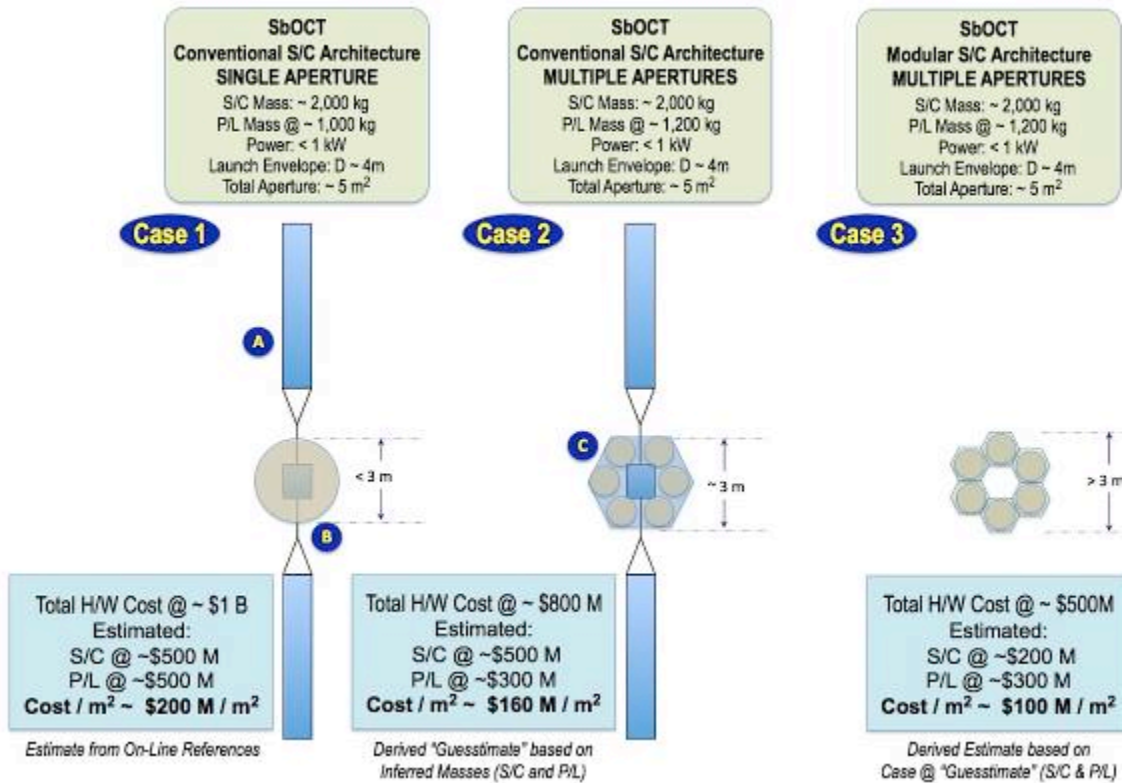 SbOCT
Conventional S/C Architecture
SINGLE APERTURE
S/C Mass: ~ 2,000 kg
P/L Mass @ ~ 1,000 kg
Power: < 1 kW
Launch Envelope: D ~ 4m
Total Aperture: ~ 5 m²
SbOCT
Conventional S/C Architecture
MULTIPLE APERTURES
S/C Mass: ~ 2,000 kg
P/L Mass @ ~ 1,200 kg
Power: < 1 kW
Launch Envelope: D ~ 4m
Total Aperture: ~ 5 m²
SbOCT
Modular S/C Architecture
MULTIPLE APERTURES
S/C Mass: ~ 2,000 kg
P/L Mass @ ~ 1,200 kg
Power: < 1 kW
Launch Envelope: D ~ 4m
Total Aperture: ~ 5 m²
Case 1
Case 2
Case 3
A
B
C
< 3 m
~ 3 m
> 3 m
Total H/W Cost @ ~ $1 B
Estimated:
S/C @ ~$500 M
P/L @ ~$500 M
Cost / m² ~ $200 M / m²
Estimate from On-Line References
Total H/W Cost @ ~ $800 M
Estimated:
S/C @ ~$500 M
P/L @ ~$300 M
Cost / m² ~ $160 M / m²
Derived "Guesstimate" based on
Inferred Masses (S/C and P/L)
Total H/W Cost @ ~ $500M
Estimated:
S/C @ ~$200 M
P/L @ ~$300 M
Cost / m² ~ $100 M / m²
Derived Estimate based on
Case @ "Guesstimate" (S/C & P/L)